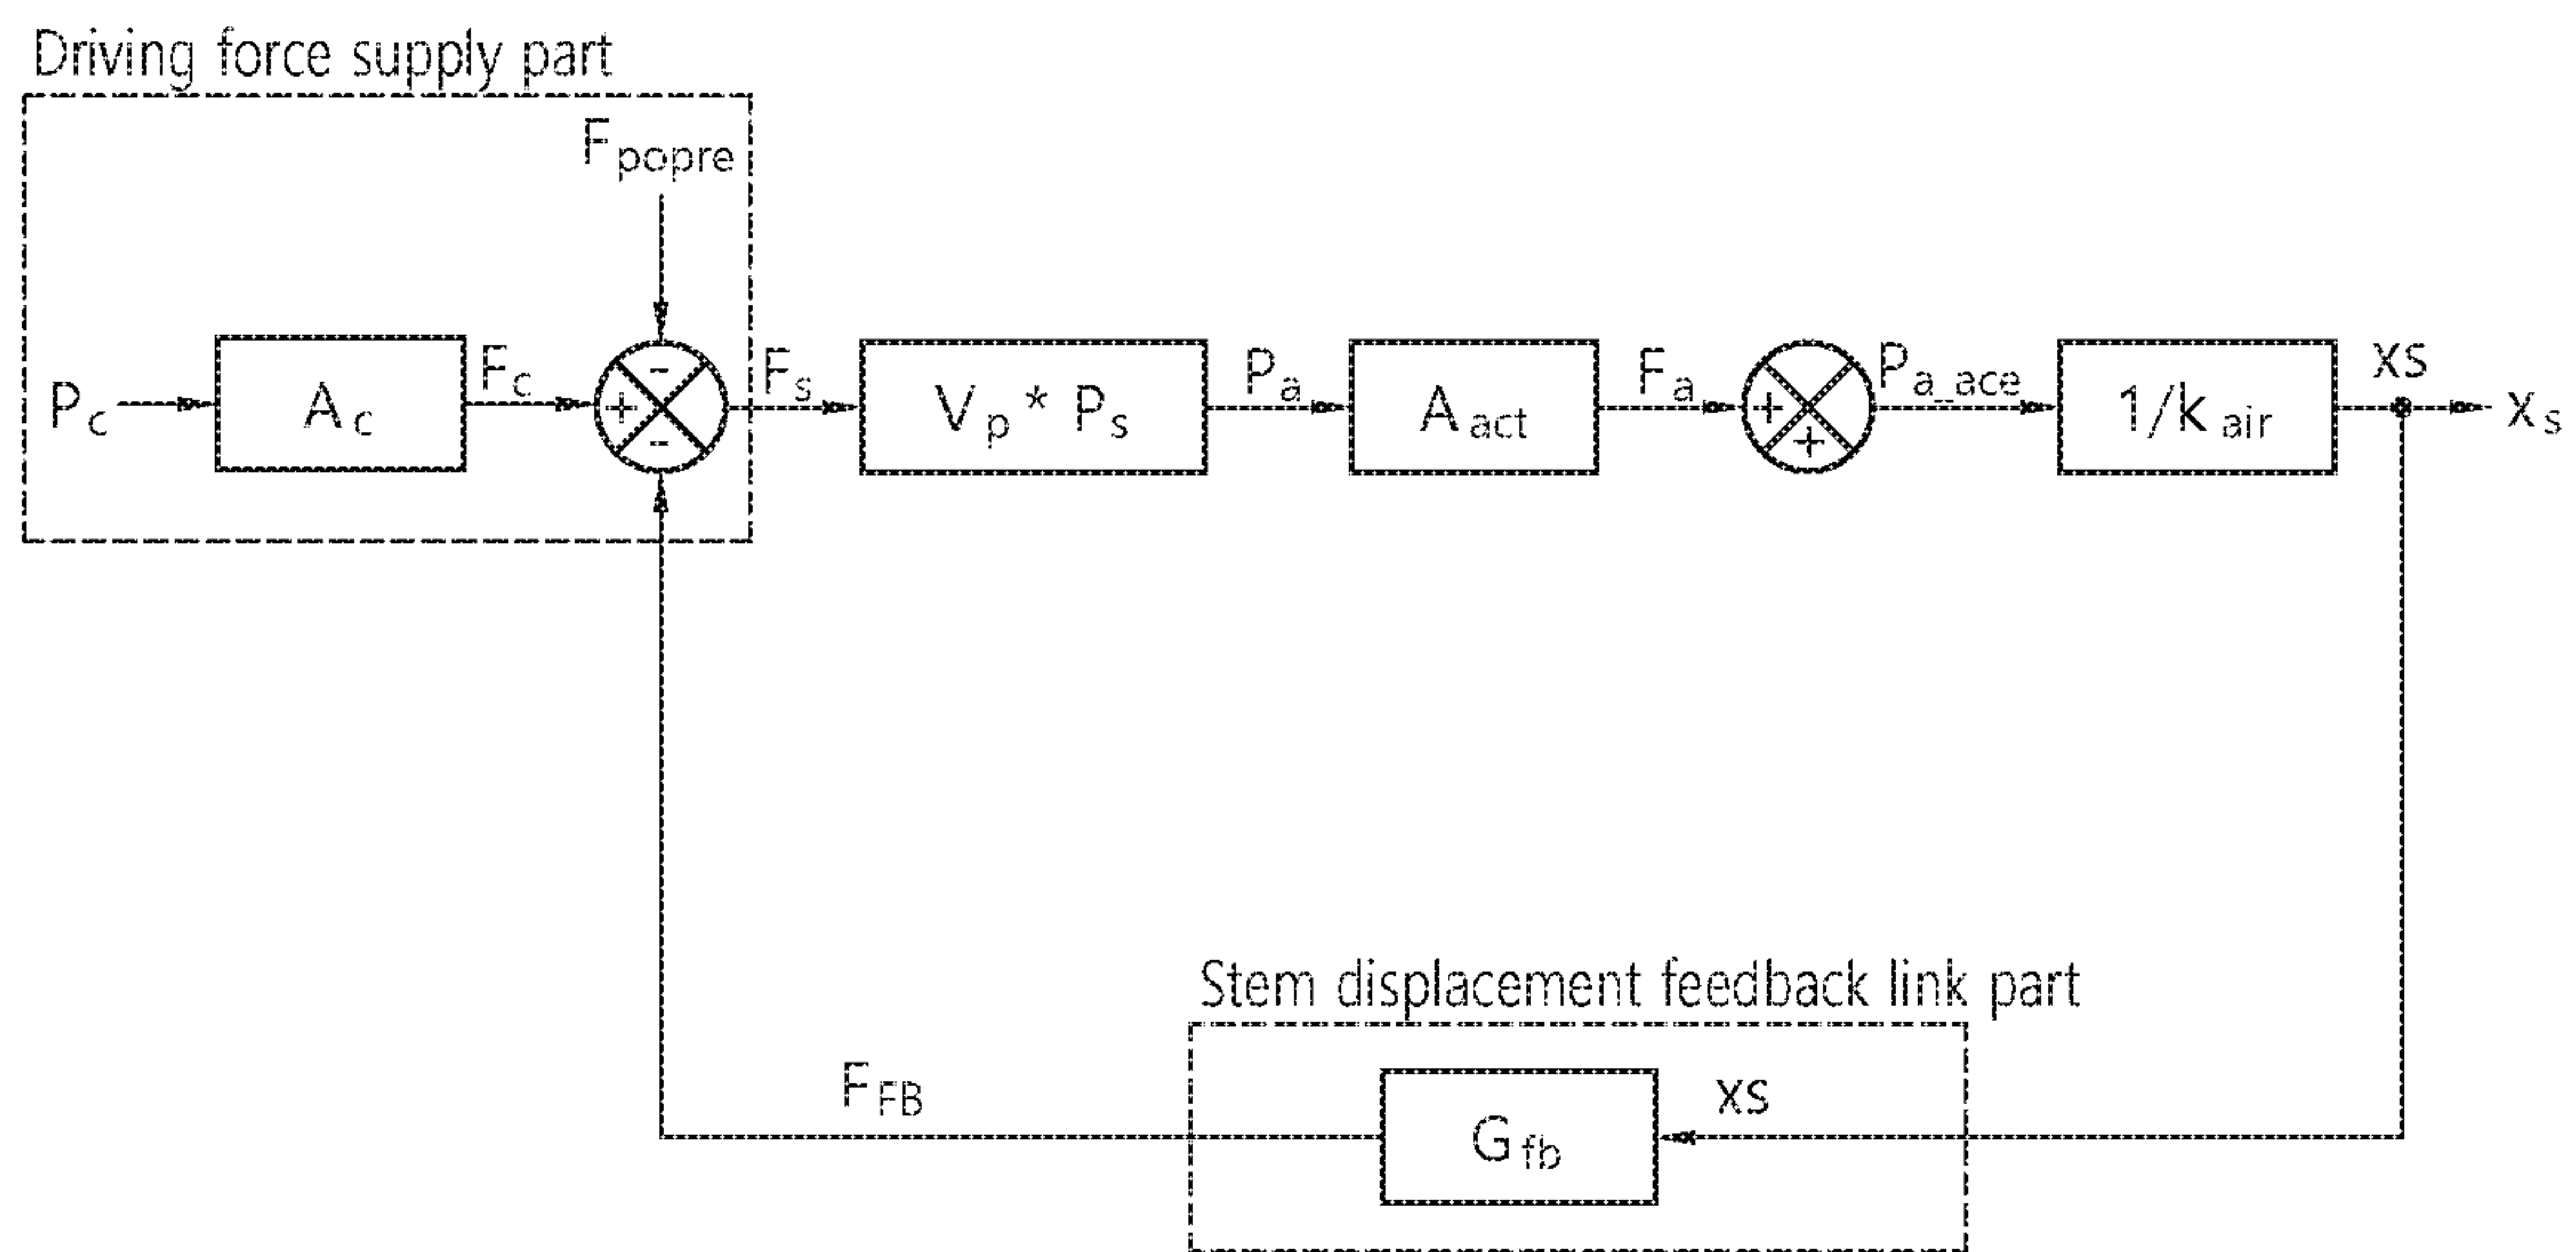 Driving force supply part
Fpopre
Pc
Ac
Fc
-
+
-
Fs
Vp * Ps
Pa
Aact
Fa
+
+
Pa_ace
1/kair
xs
xs
Stem displacement feedback link part
FFB
Gfb
xs